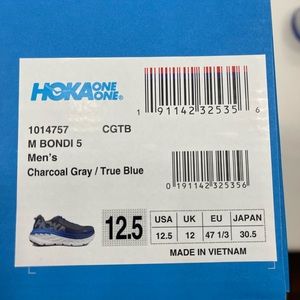 HOKA ONE ONE®
1 91142 32535 6
1014757 CGTB
M BONDI 5
Men's
Charcoal Gray / True Blue
0 191142 325356
12.5
USA UK EU JAPAN
12.5 12 47 1/3 30.5
MADE IN VIETNAM